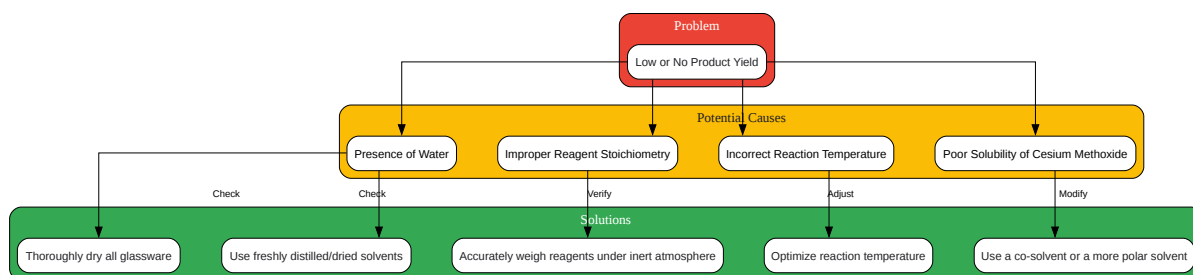 Problem
Low or No Product Yield
Potential Causes
Presence of Water
Improper Reagent Stoichiometry
Incorrect Reaction Temperature
Poor Solubility of Cesium Methoxide
Check
Check
Verify
Adjust
Modify
Solutions
Thoroughly dry all glassware
Use freshly distilled/dried solvents
Accurately weigh reagents under inert atmosphere
Optimize reaction temperature
Use a co-solvent or a more polar solvent